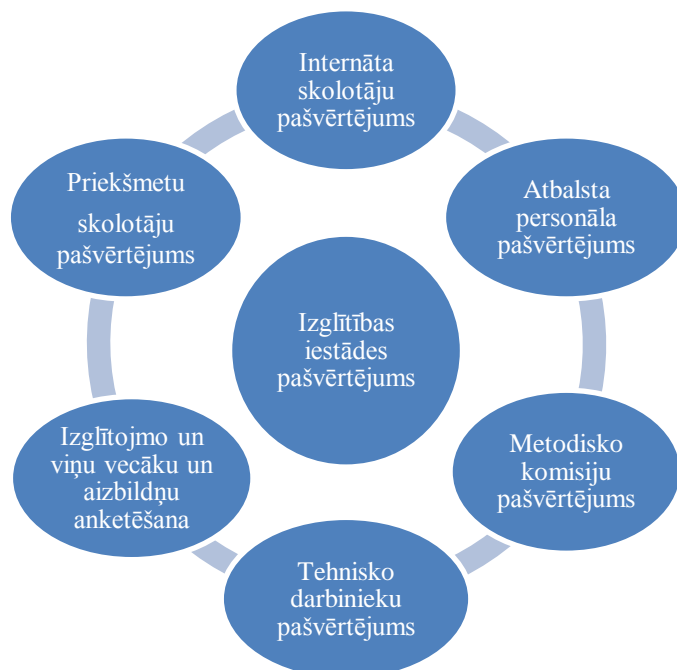 Internāta
skolotāju
pašvērtējums
Priekšmetu
skolotāju
pašvērtējums
Atbalsta
personāla
pašvērtējums
Izglītības
iestādes
pašvērtējums
Izglītojmo un
viņu vecāku un
aizbildņu
anketēšana
Metodisko
komisiju
pašvērtējums
Tehnisko
darbinieku
pašvērtējums